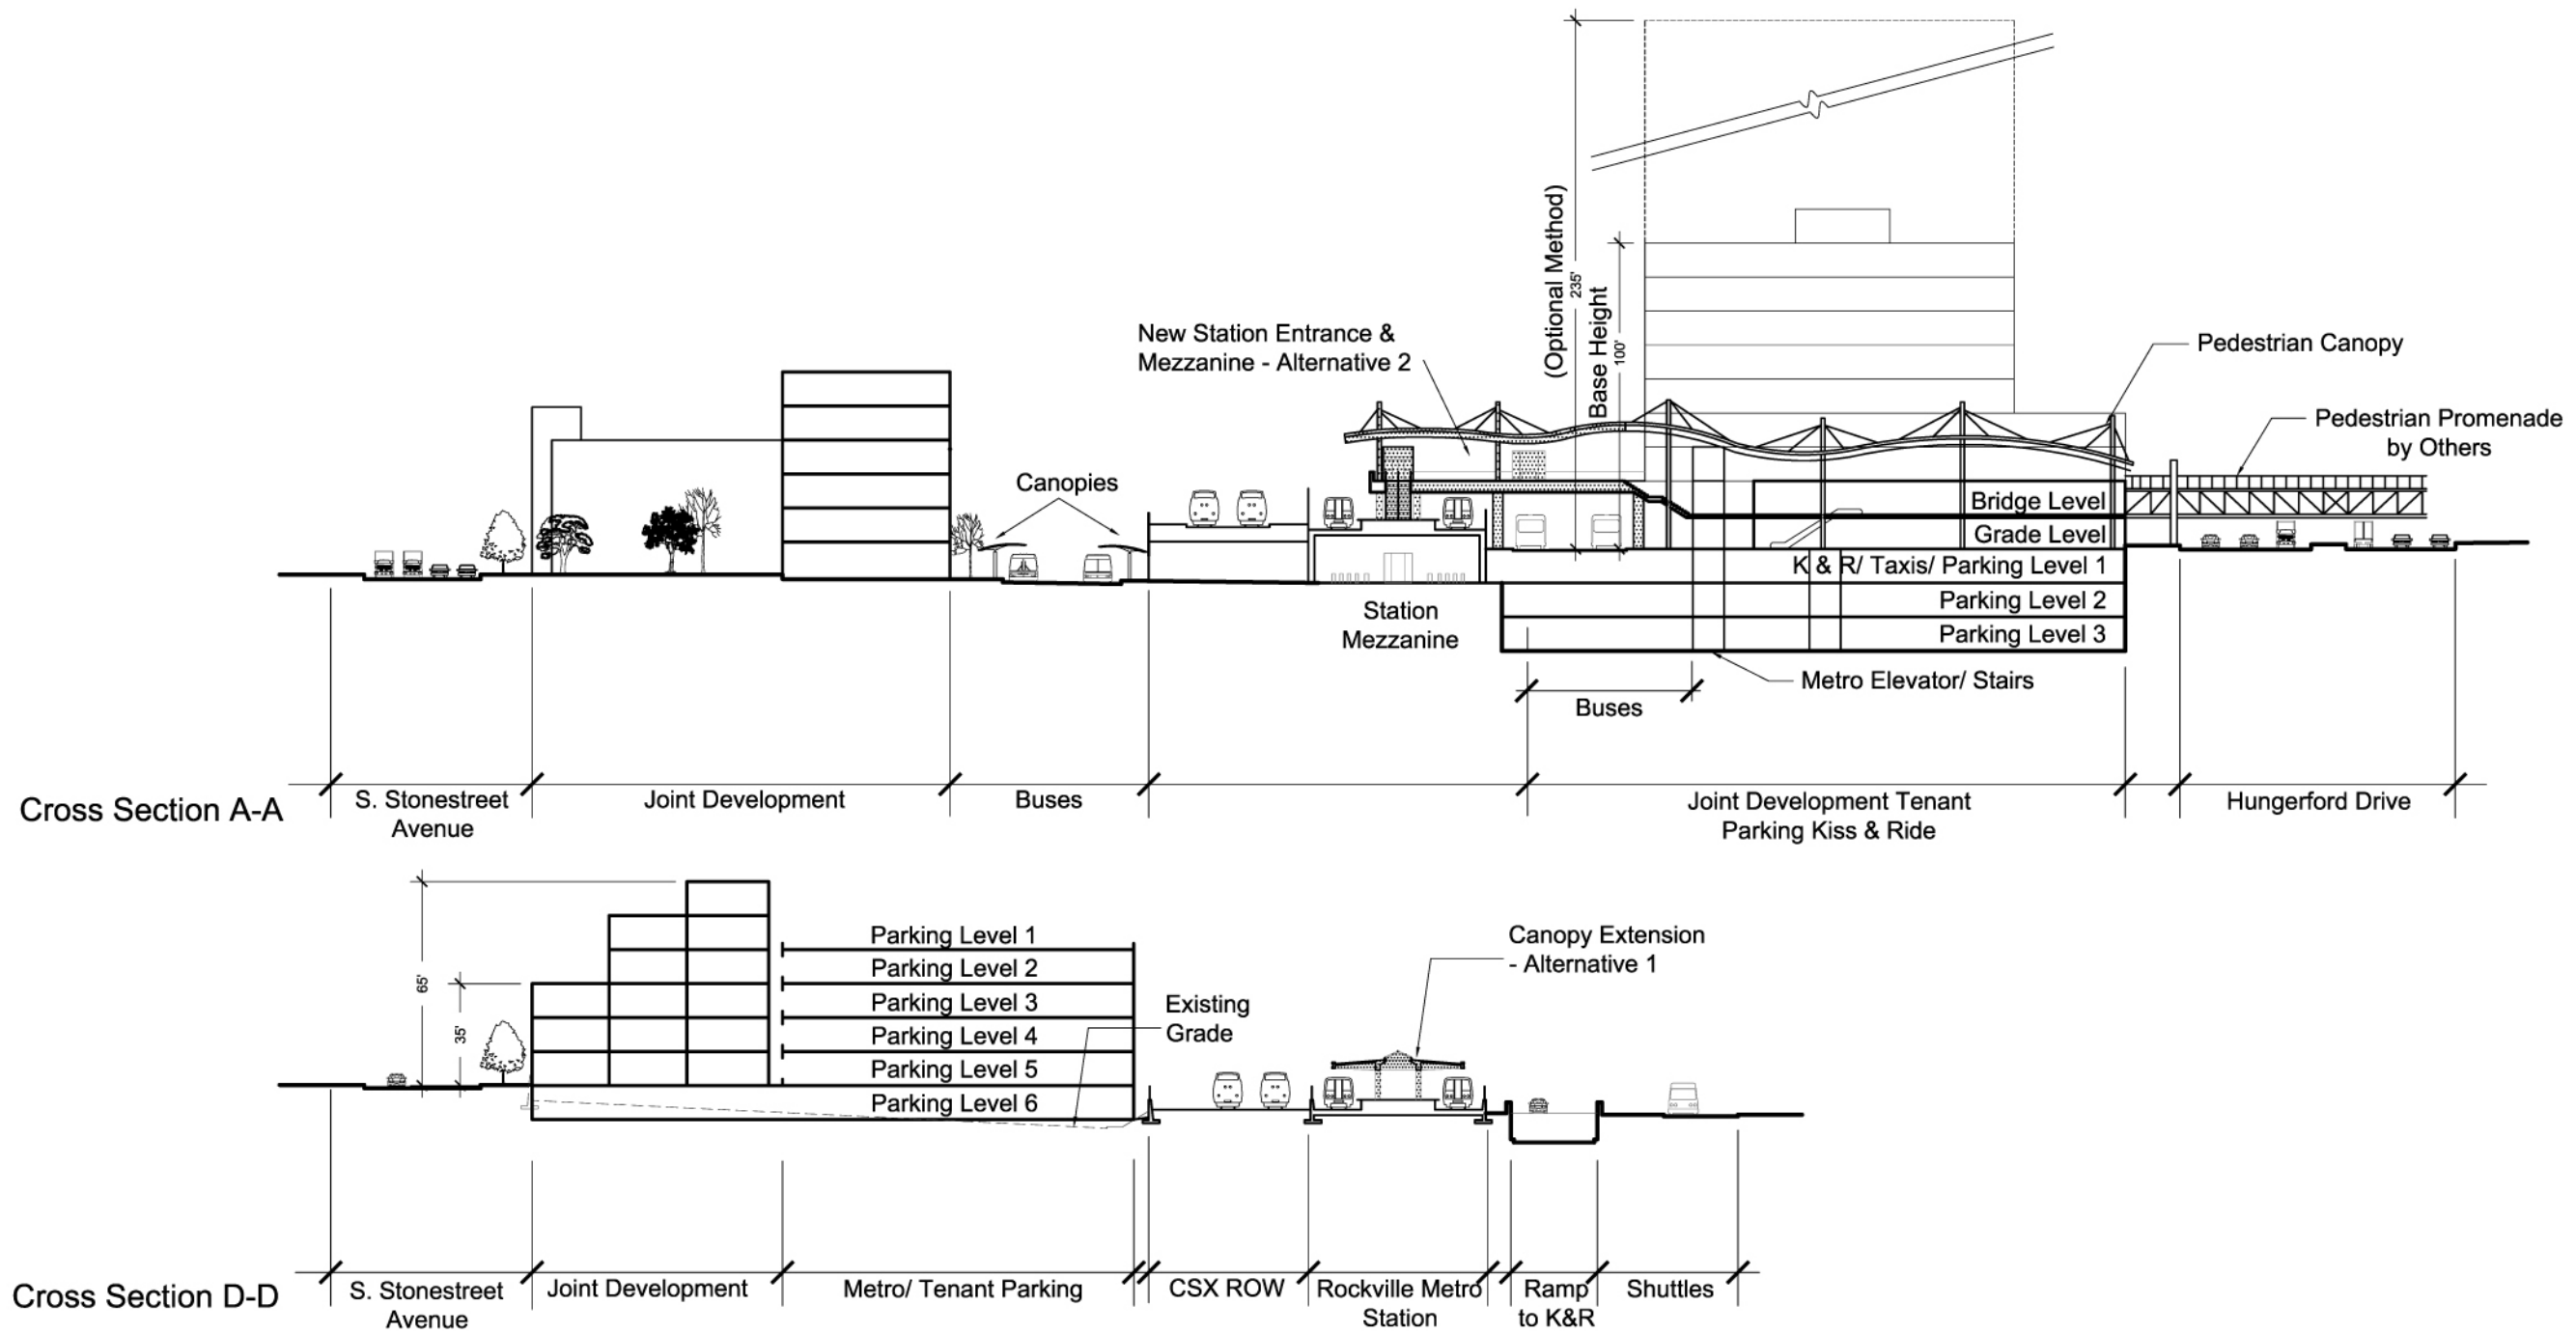 (Optional Method)
235'
Base Height
100'
New Station Entrance &
Mezzanine - Alternative 2
Pedestrian Canopy
Pedestrian Promenade
by Others
Canopies
Bridge Level
Grade Level
K & R/ Taxis/ Parking Level 1
Parking Level 2
Parking Level 3
Station
Mezzanine
Metro Elevator/ Stairs
Buses
Cross Section A-A
S. Stonestreet
Avenue
Joint Development
Buses
Joint Development Tenant
Parking Kiss & Ride
Hungerford Drive
65'
35'
Parking Level 1
Parking Level 2
Parking Level 3
Parking Level 4
Parking Level 5
Parking Level 6
Existing
Grade
Canopy Extension
- Alternative 1
Cross Section D-D
S. Stonestreet
Avenue
Joint Development
Metro/ Tenant Parking
CSX ROW
Rockville Metro
Station
Ramp
to K&R
Shuttles